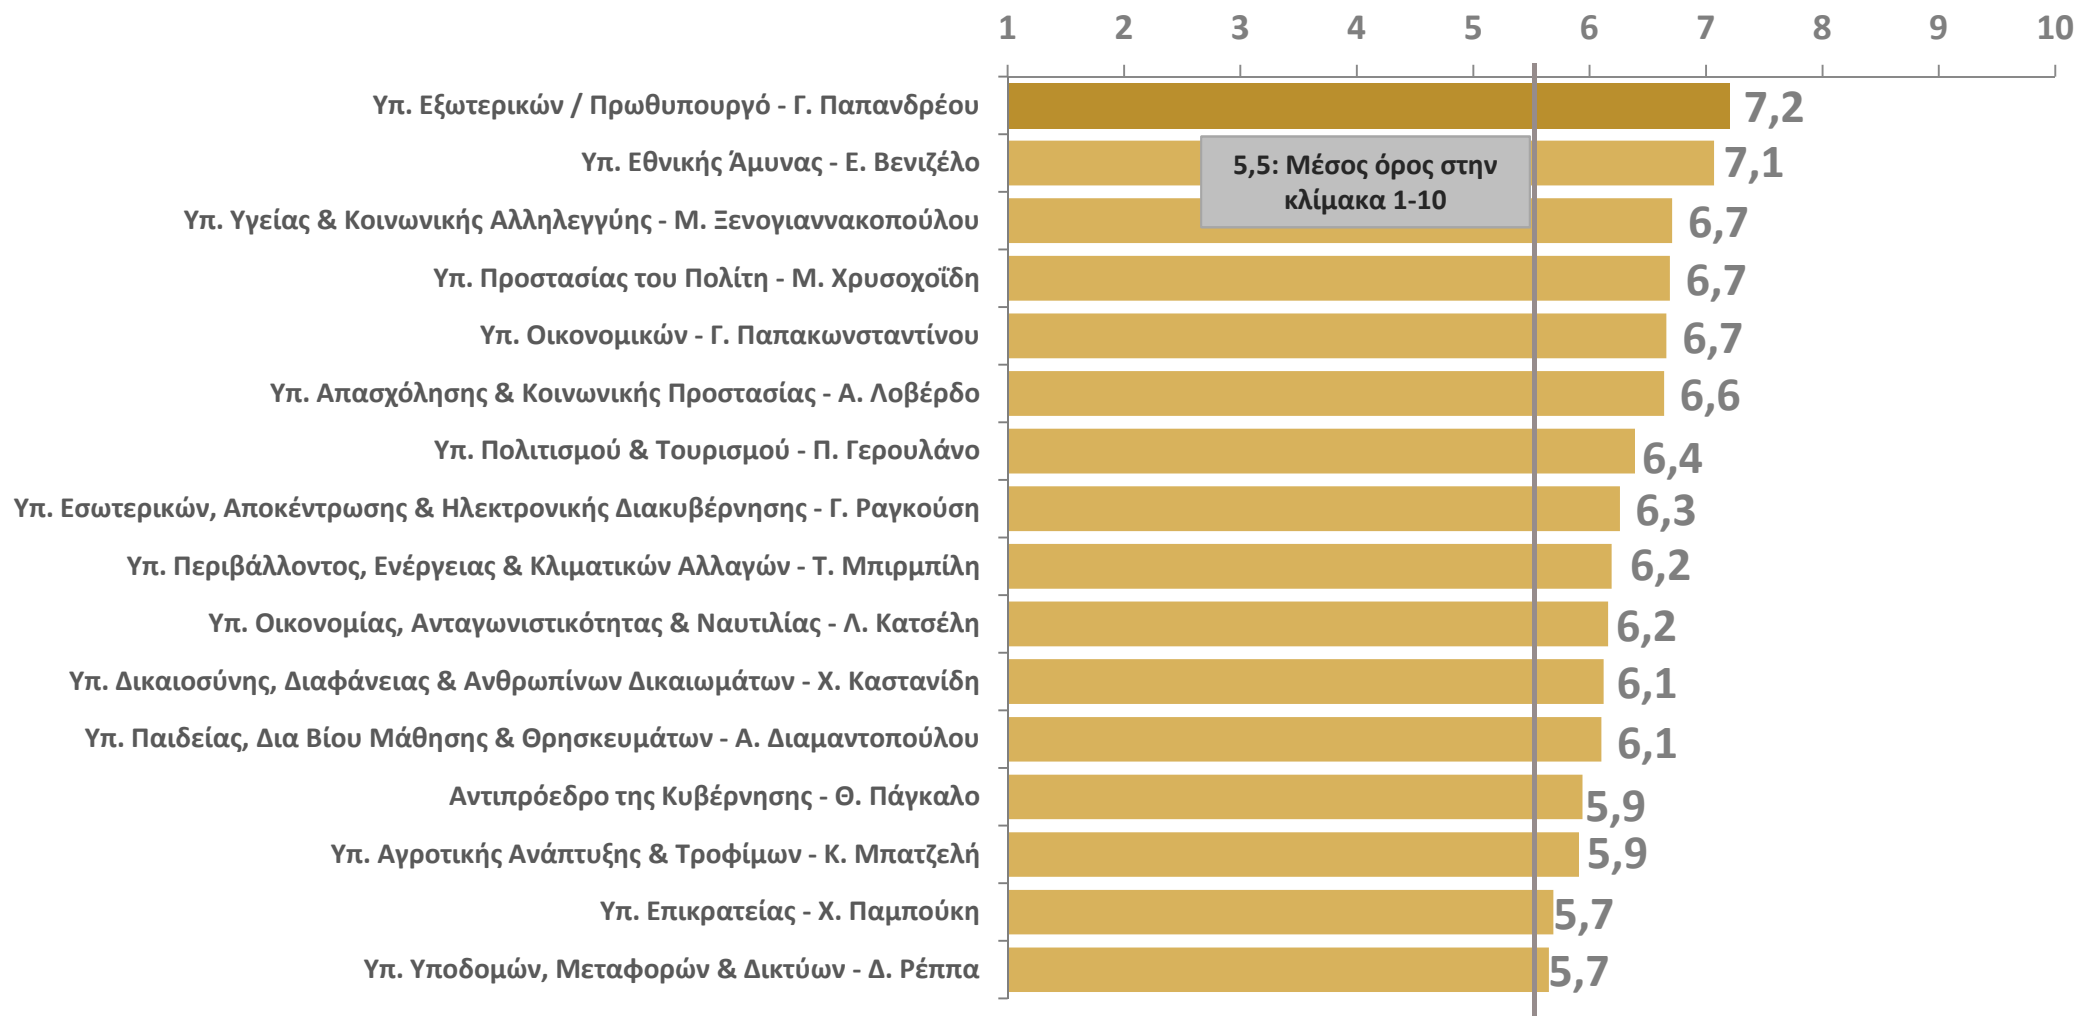 1 2 3 4 5 6 7 8 9 10
Υπ. Εξωτερικών / Πρωθυπουργό - Γ. Παπανδρέου 7,2
Υπ. Εθνικής Άμυνας - Ε. Βενιζέλο 7,1
5,5: Μέσος όρος στην
κλίμακα 1-10
Υπ. Υγείας & Κοινωνικής Αλληλεγγύης - Μ. Ξενογιαννακοπούλου 6,7
Υπ. Προστασίας του Πολίτη - Μ. Χρυσοχοΐδη 6,7
Υπ. Οικονομικών - Γ. Παπακωνσταντίνου 6,7
Υπ. Απασχόλησης & Κοινωνικής Προστασίας - Α. Λοβέρδο 6,6
Υπ. Πολιτισμού & Τουρισμού - Π. Γερουλάνο 6,4
Υπ. Εσωτερικών, Αποκέντρωσης & Ηλεκτρονικής Διακυβέρνησης - Γ. Ραγκούση 6,3
Υπ. Περιβάλλοντος, Ενέργειας & Κλιματικών Αλλαγών - Τ. Μπιρμπίλη 6,2
Υπ. Οικονομίας, Ανταγωνιστικότητας & Ναυτιλίας - Λ. Κατσέλη 6,2
Υπ. Δικαιοσύνης, Διαφάνειας & Ανθρωπίνων Δικαιωμάτων - Χ. Καστανίδη 6,1
Υπ. Παιδείας, Δια Βίου Μάθησης & Θρησκευμάτων - Α. Διαμαντοπούλου 6,1
Αντιπρόεδρο της Κυβέρνησης - Θ. Πάγκαλο 5,9
Υπ. Αγροτικής Ανάπτυξης & Τροφίμων - Κ. Μπατζελή 5,9
Υπ. Επικρατείας - Χ. Παμπούκη 5,7
Υπ. Υποδομών, Μεταφορών & Δικτύων - Δ. Ρέππα 5,7